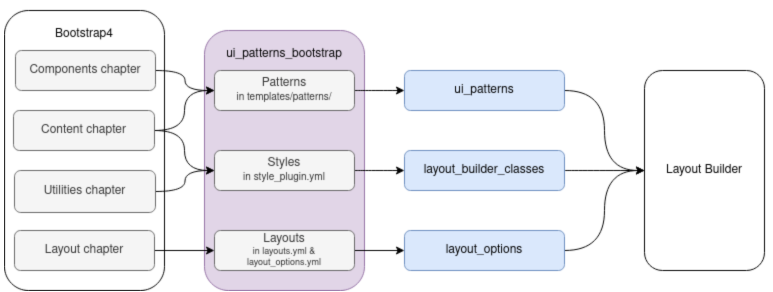 Bootstrap4
Components chapter
Content chapter
Utilities chapter
Layout chapter
ui_patterns_bootstrap
Patterns
in templates/patterns/
Styles
in style_plugin.yml
Layouts
in layouts.yml &
layout_options.yml
ui_patterns
layout_builder_classes
layout_options
Layout Builder